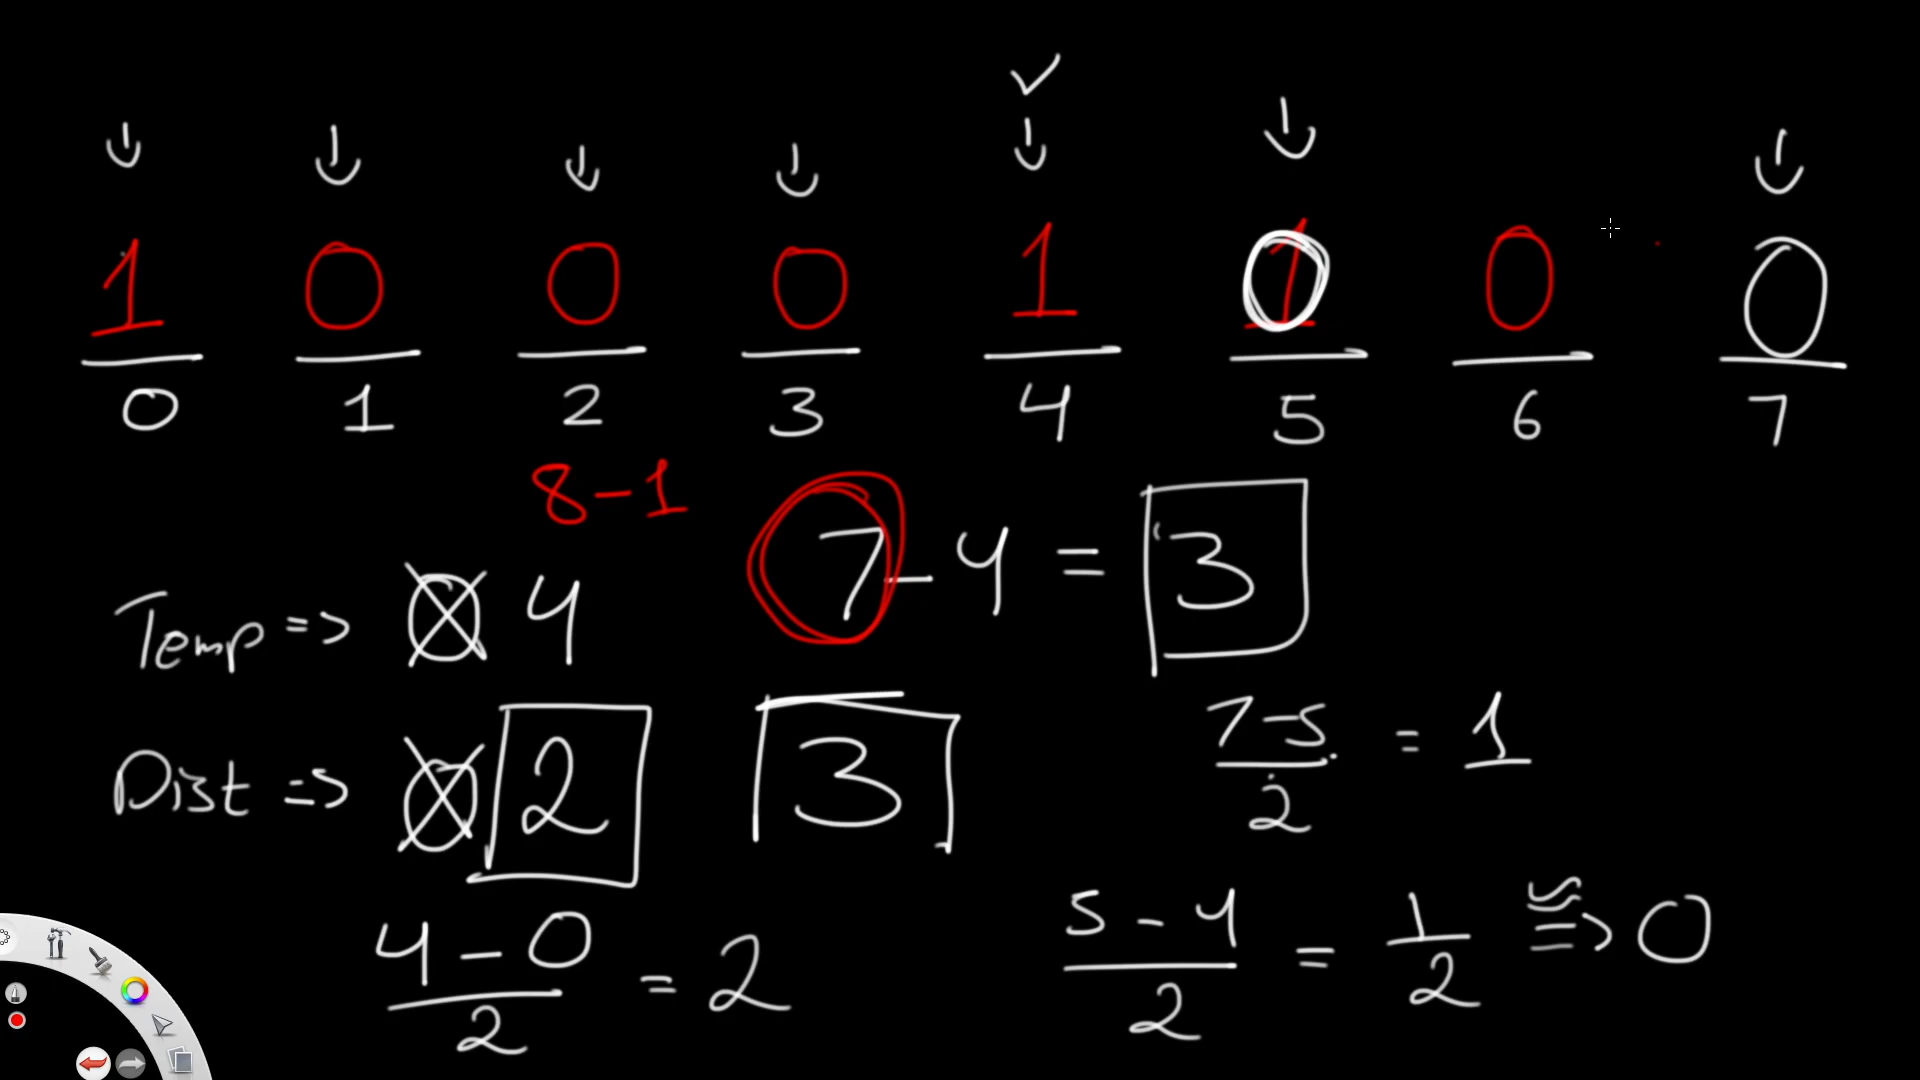 1 0 0 0 1 0 0 0
0 1 2 3 4 5 6 7
8-1
7-4 = 3
Temp => 0 4
Dist => 0 2 3
7-5/2 = 1
4-0/2 = 2
5-4/2 = 1/2 ≅> 0